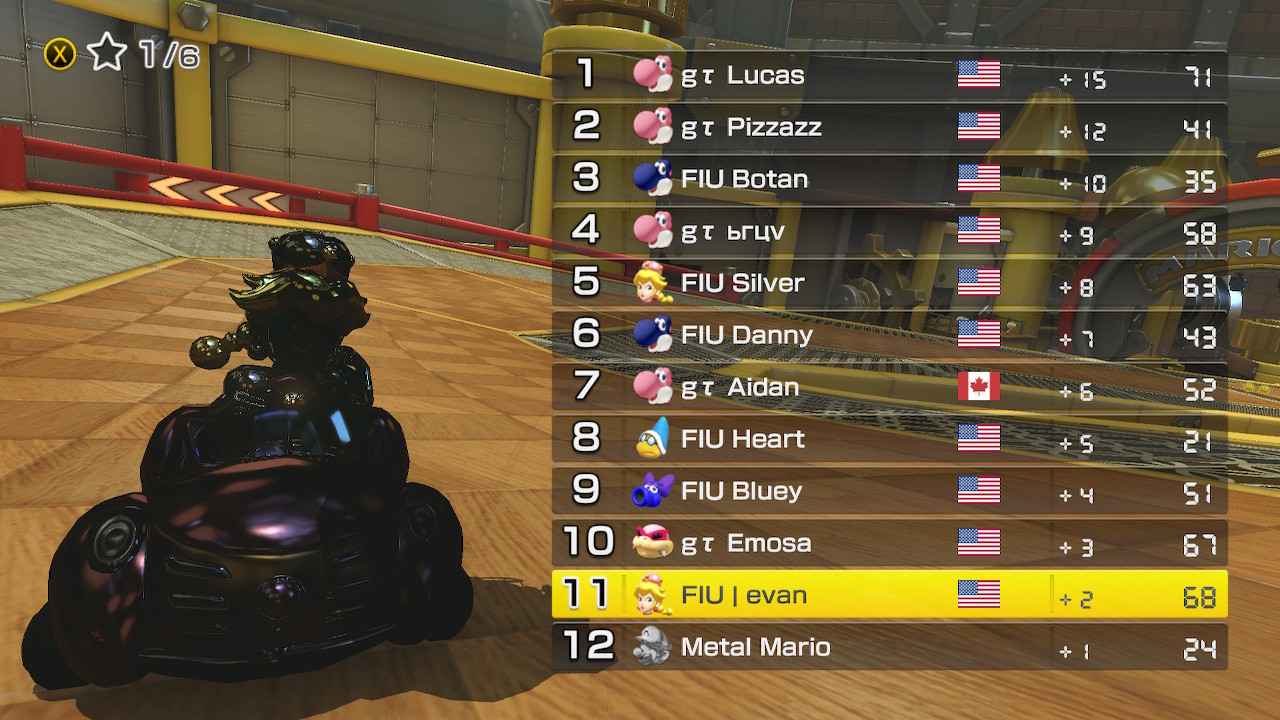 X 1/6
1 gτ Lucas +15 71
2 gτ Pizzazz +12 41
3 FIU Botan +10 35
4 gτ ьгцv +9 58
5 FIU Silver +8 63
6 FIU Danny +7 43
7 gτ Aidan +6 52
8 FIU Heart +5 21
9 FIU Bluey +4 51
10 gτ Emosa +3 67
11 FIU | evan +2 68
12 Metal Mario +1 24
MARIO